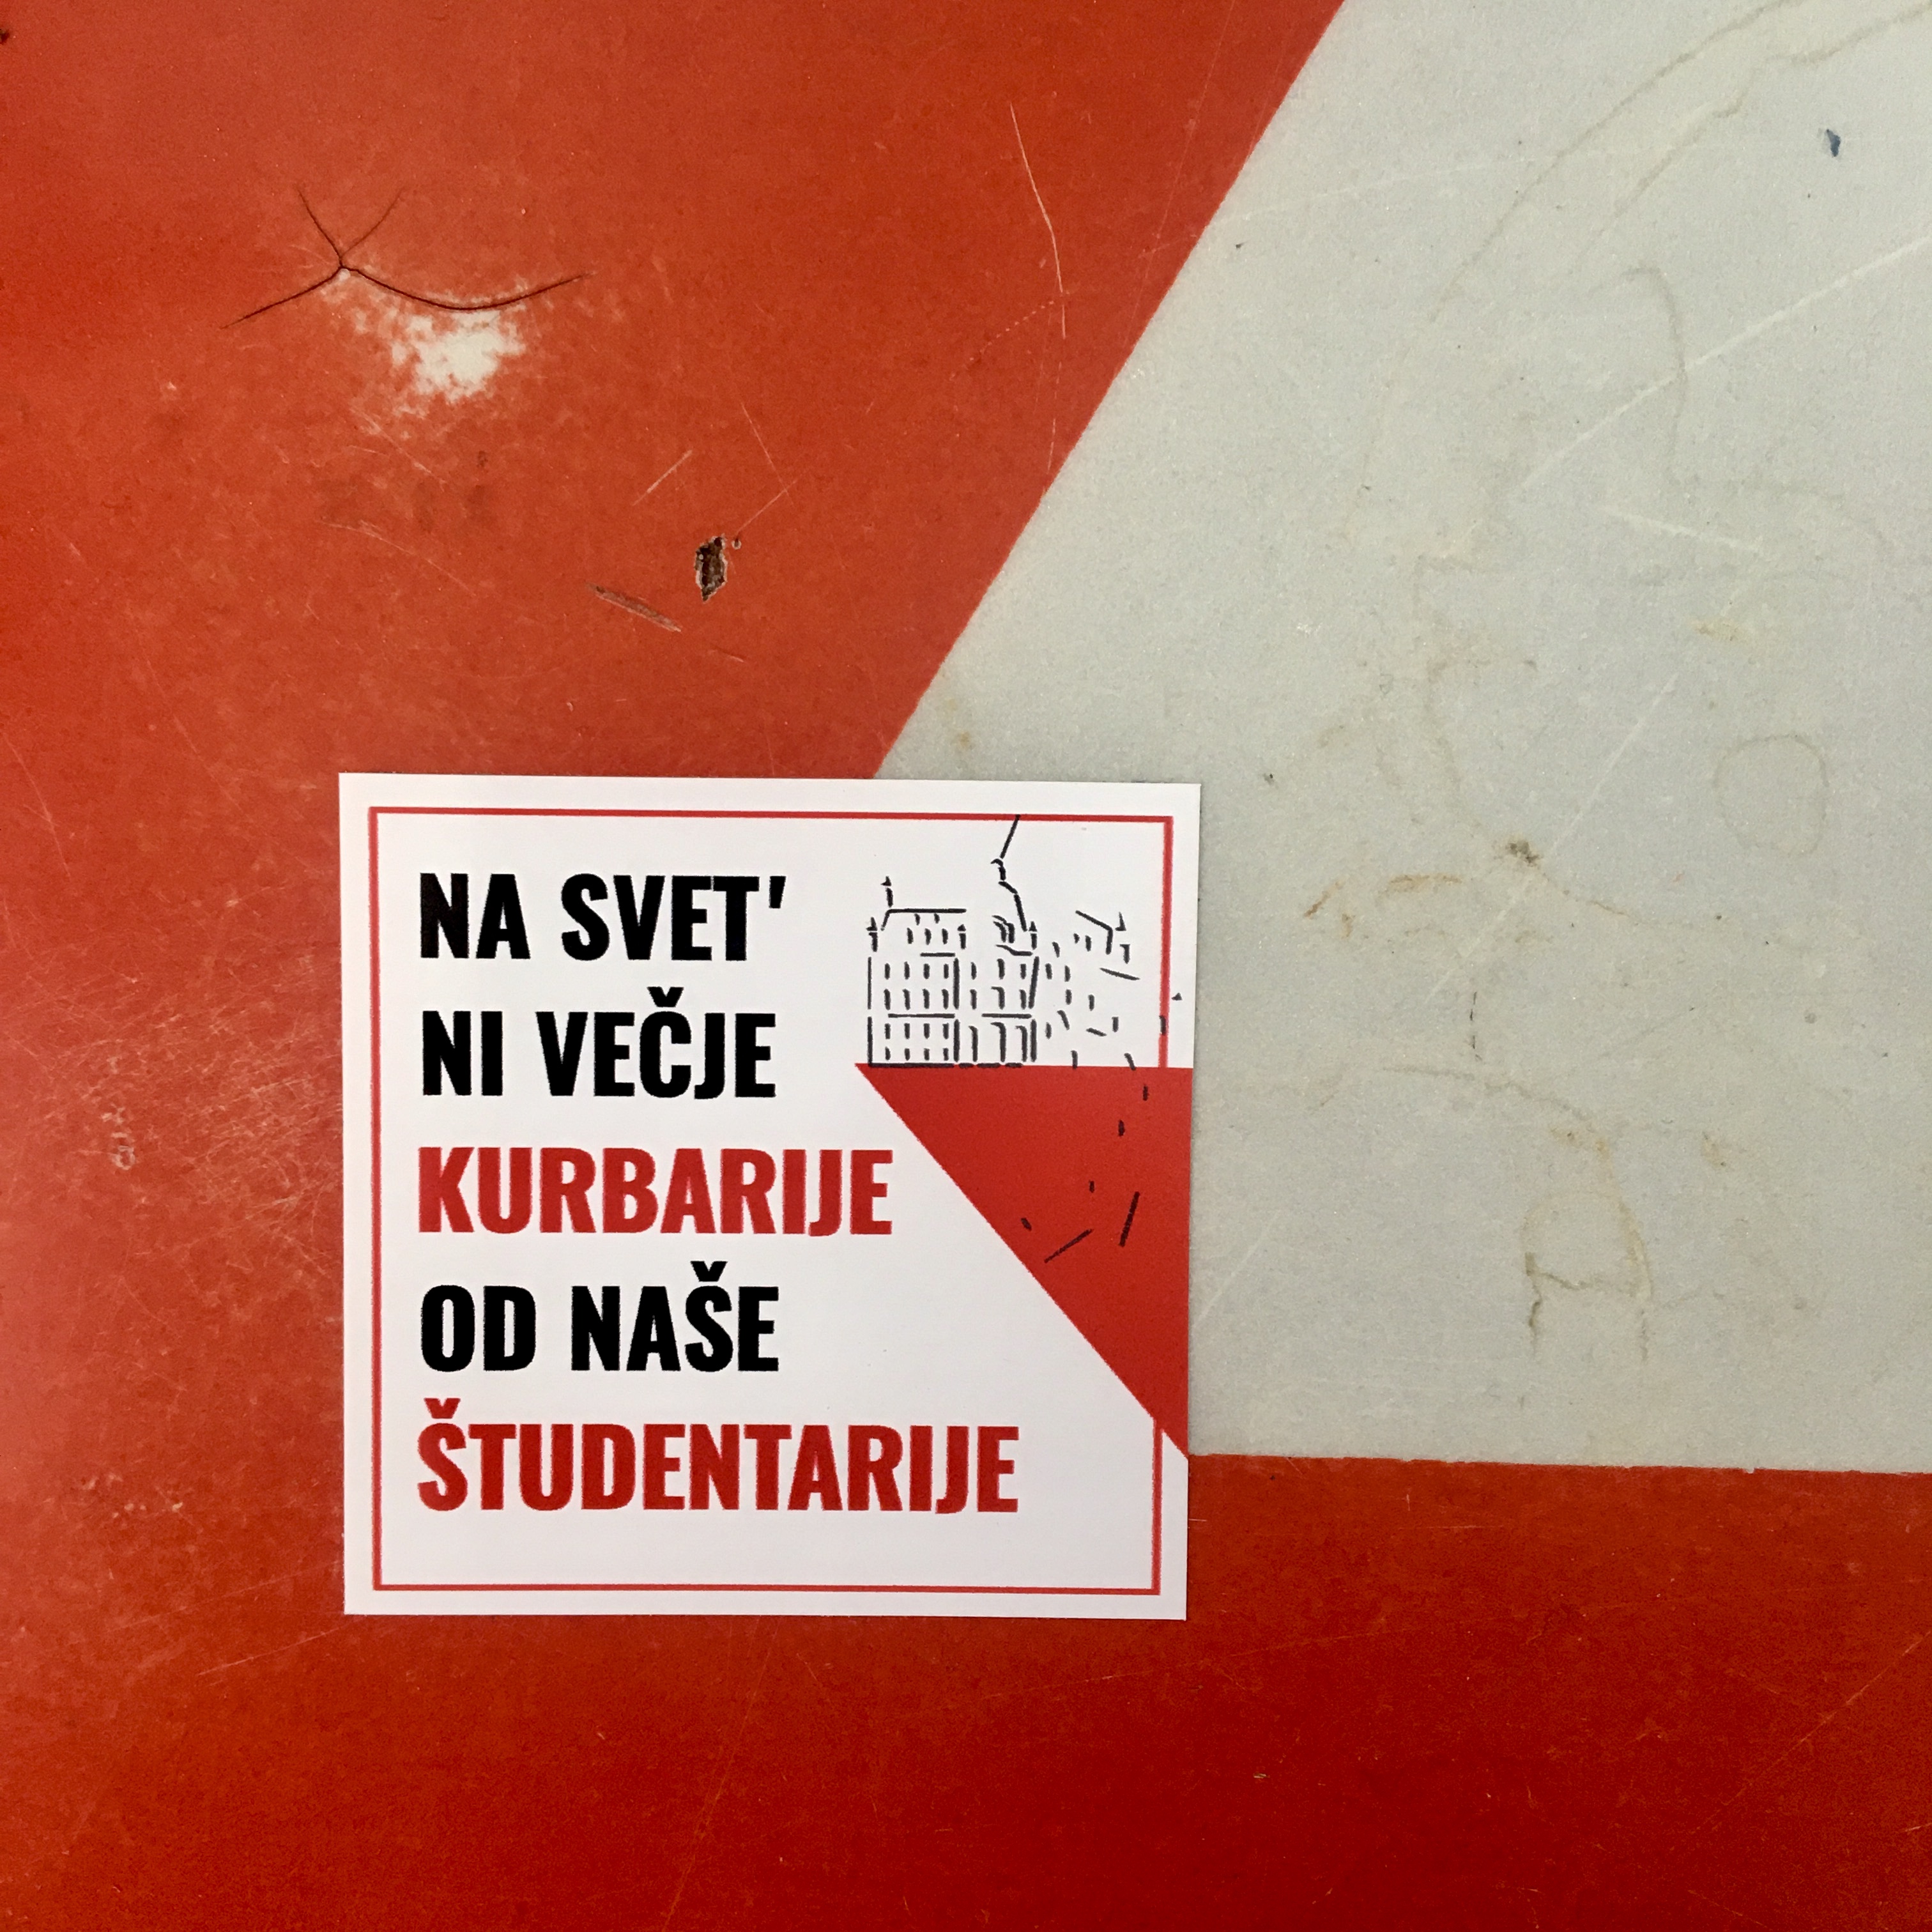 NA SVET'
NI VEČJE
KURBARIJE
OD NAŠE
ŠTUDENTARIJE